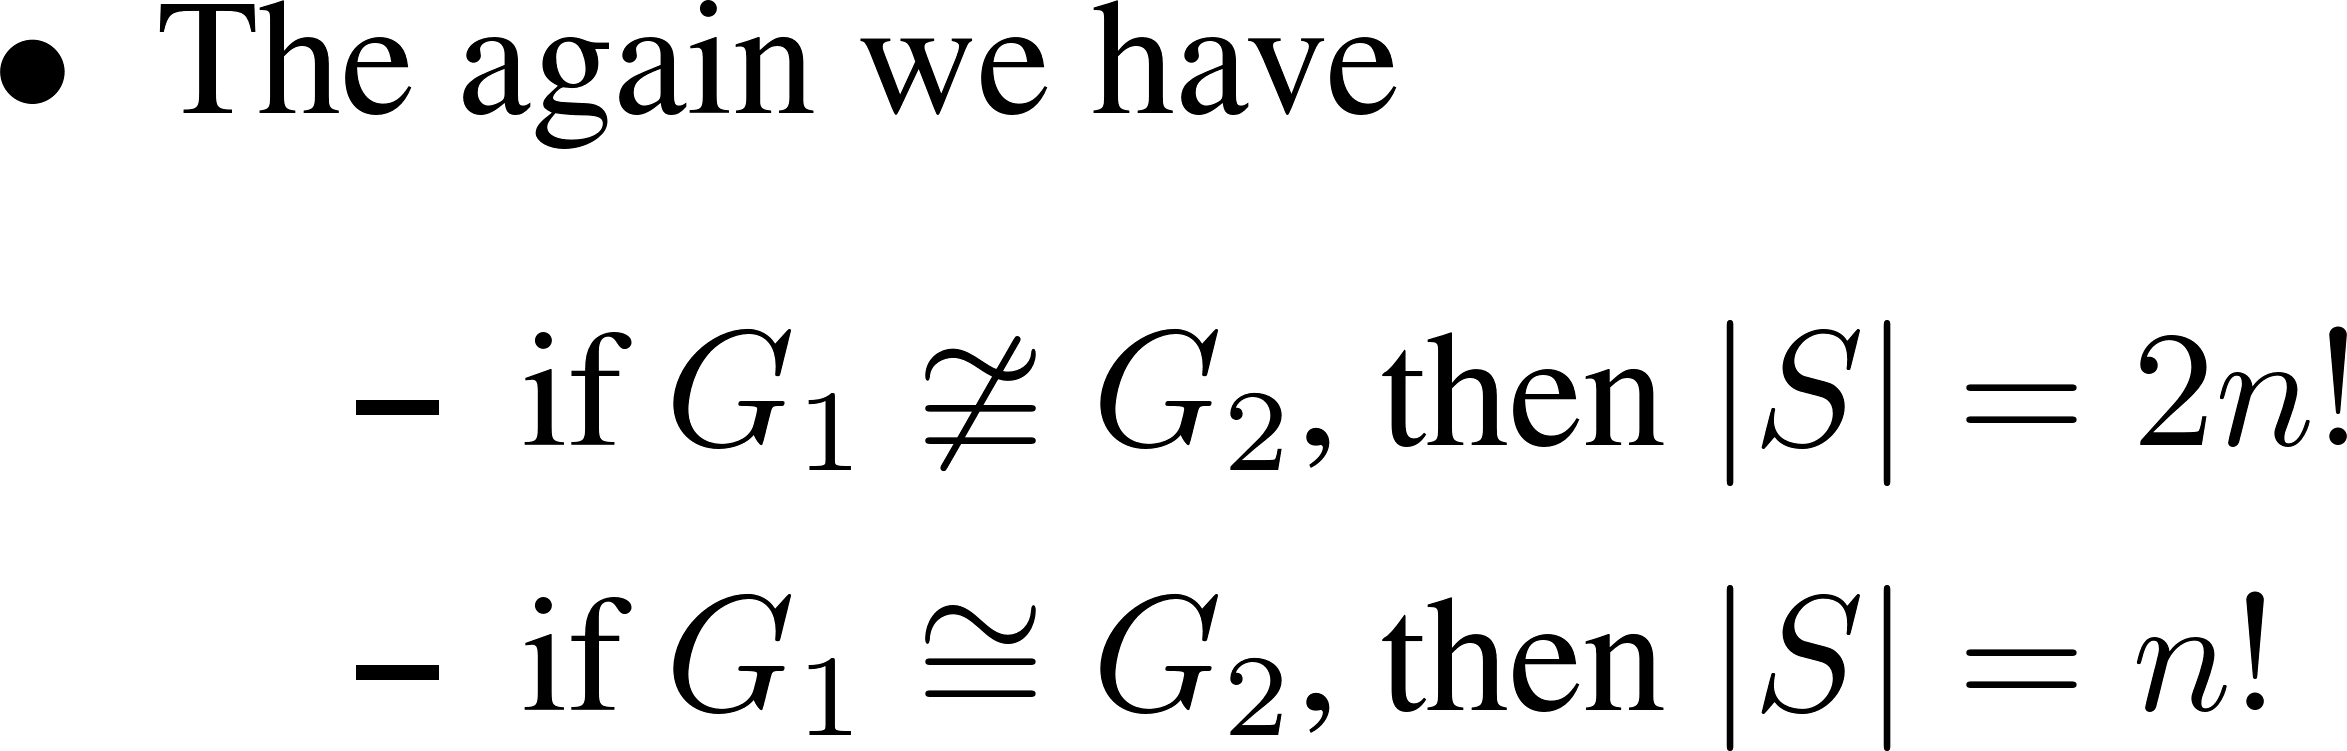 • The again we have
– if G₁ ≇ G₂, then |S| = 2n!
– if G₁ ≅ G₂, then |S| = n!